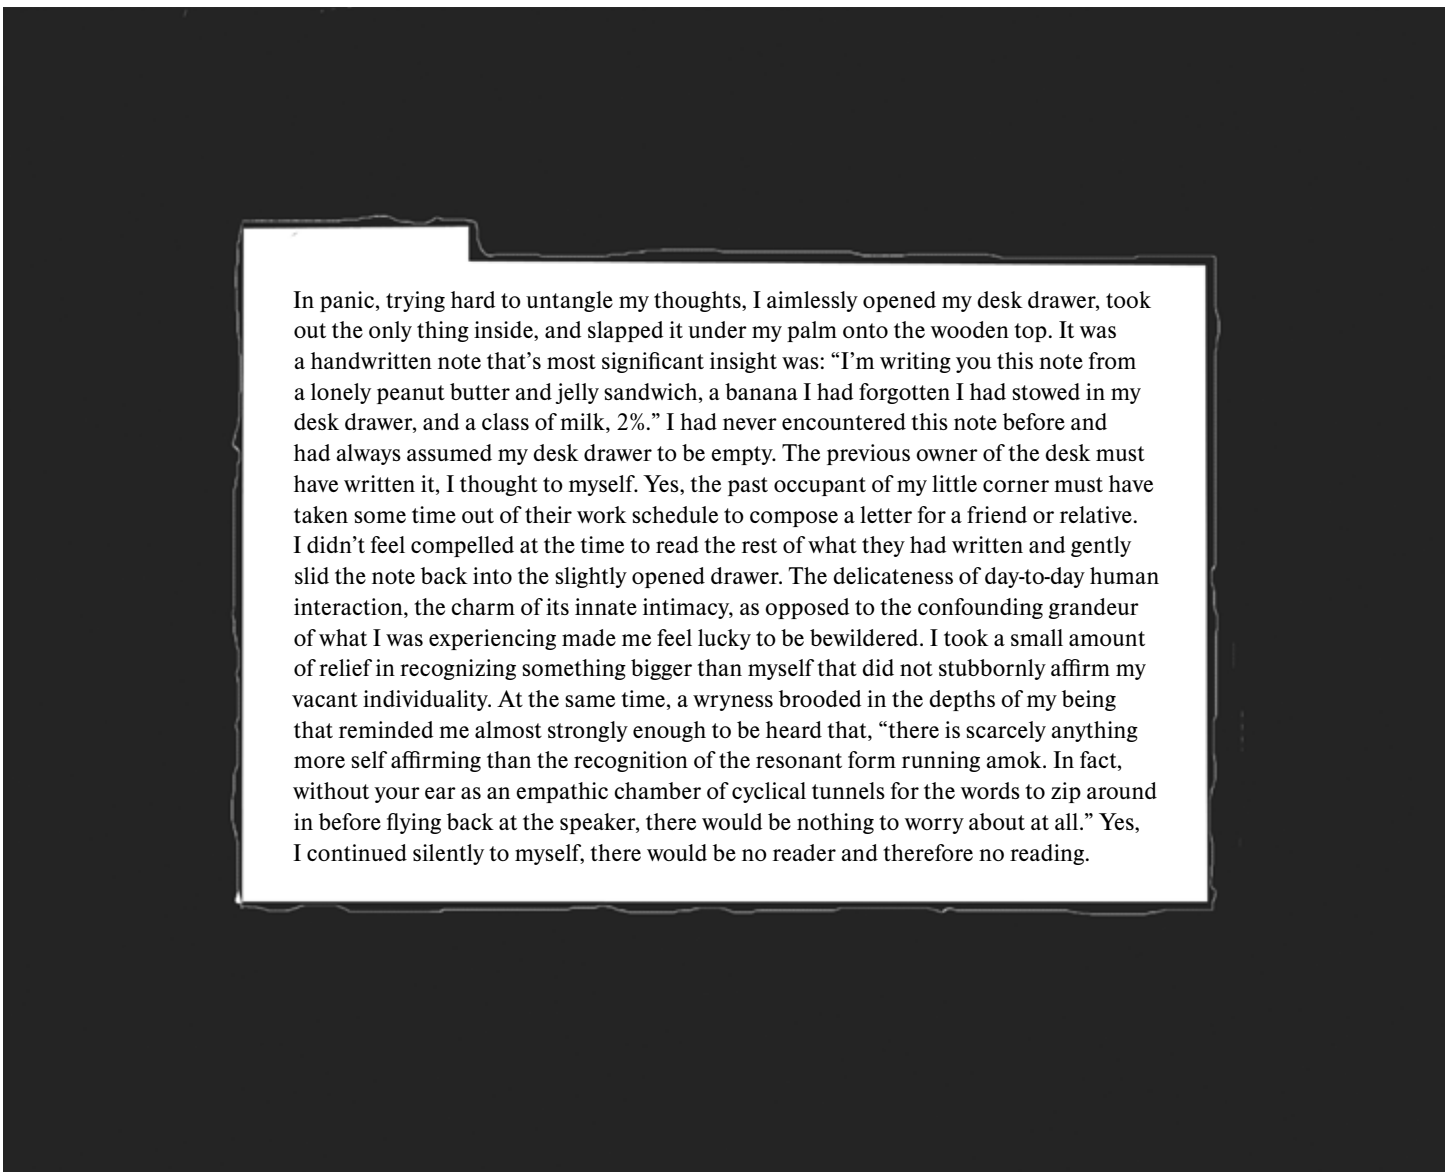 In panic, trying hard to untangle my thoughts, I aimlessly opened my desk drawer, took
out the only thing inside, and slapped it under my palm onto the wooden top. It was
a handwritten note that’s most significant insight was: “I’m writing you this note from
a lonely peanut butter and jelly sandwich, a banana I had forgotten I had stowed in my
desk drawer, and a class of milk, 2%.” I had never encountered this note before and
had always assumed my desk drawer to be empty. The previous owner of the desk must
have written it, I thought to myself. Yes, the past occupant of my little corner must have
taken some time out of their work schedule to compose a letter for a friend or relative.
I didn’t feel compelled at the time to read the rest of what they had written and gently
slid the note back into the slightly opened drawer. The delicateness of day-to-day human
interaction, the charm of its innate intimacy, as opposed to the confounding grandeur
of what I was experiencing made me feel lucky to be bewildered. I took a small amount
of relief in recognizing something bigger than myself that did not stubbornly affirm my
vacant individuality. At the same time, a wryness brooded in the depths of my being
that reminded me almost strongly enough to be heard that, “there is scarcely anything
more self affirming than the recognition of the resonant form running amok. In fact,
without your ear as an empathic chamber of cyclical tunnels for the words to zip around
in before flying back at the speaker, there would be nothing to worry about at all.” Yes,
I continued silently to myself, there would be no reader and therefore no reading.